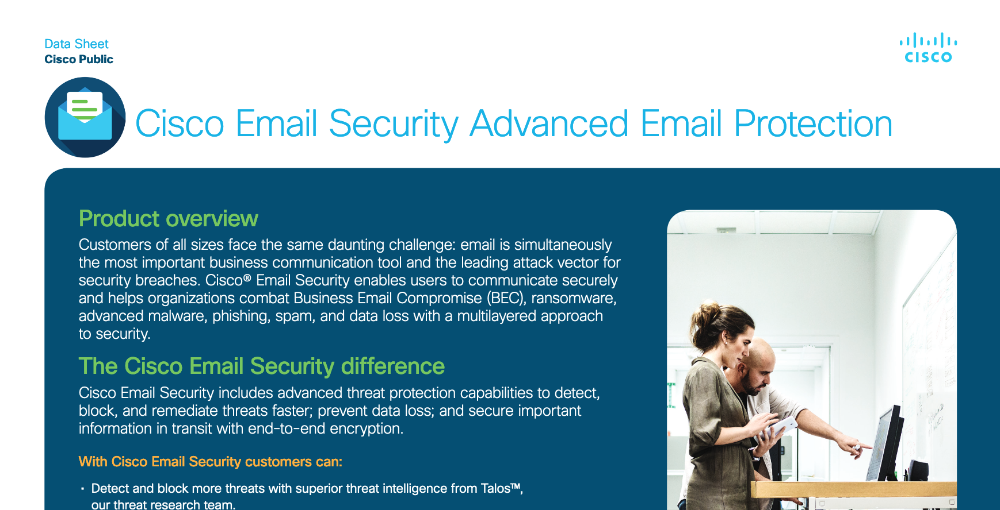 Data Sheet
Cisco Public
CISCO
Cisco Email Security Advanced Email Protection
Product overview
Customers of all sizes face the same daunting challenge: email is simultaneously
the most important business communication tool and the leading attack vector for
security breaches. Cisco® Email Security enables users to communicate securely
and helps organizations combat Business Email Compromise (BEC), ransomware,
advanced malware, phishing, spam, and data loss with a multilayered approach
to security.
The Cisco Email Security difference
Cisco Email Security includes advanced threat protection capabilities to detect,
block, and remediate threats faster; prevent data loss; and secure important
information in transit with end-to-end encryption.
With Cisco Email Security customers can:
· Detect and block more threats with superior threat intelligence from Talos™,
our threat research team.